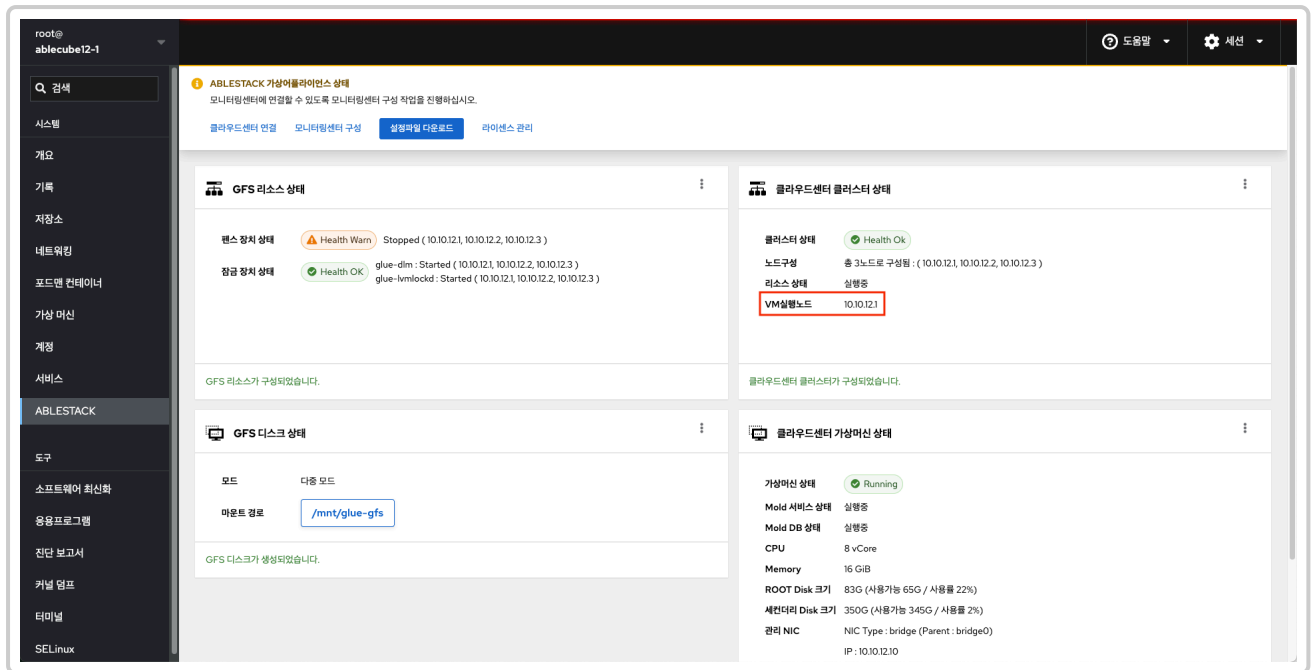 root@
ablecube12-1
도움말
세션
검색
시스템
개요
기록
저장소
네트워킹
포드맨 컨테이너
가상 머신
계정
서비스
ABLESTACK
도구
소프트웨어 최신화
응용프로그램
진단 보고서
커널 덤프
터미널
SELinux
ABLESTACK 가상어플라이언스 상태
모니터링센터에 연결할 수 있도록 모니터링센터 구성 작업을 진행하십시오.
클라우드센터 연결 모니터링센터 구성 설정파일 다운로드 라이센스 관리
GFS 리소스 상태
펜스 장치 상태 Health Warn Stopped ( 10.10.12.1, 10.10.12.2, 10.10.12.3 )
잠금 장치 상태 Health OK glue-dlm : Started ( 10.10.12.1, 10.10.12.2, 10.10.12.3 )
glue-lvmlockd : Started ( 10.10.12.1, 10.10.12.2, 10.10.12.3 )
GFS 리소스가 구성되었습니다.
클라우드센터 클러스터 상태
클러스터 상태 Health Ok
노드구성 총 3노드로 구성됨 : ( 10.10.12.1, 10.10.12.2, 10.10.12.3 )
리소스 상태 실행중
VM실행노드 10.10.12.1
클라우드센터 클러스터가 구성되었습니다.
GFS 디스크 상태
모드 다중 모드
마운트 경로 /mnt/glue-gfs
GFS 디스크가 생성되었습니다.
클라우드센터 가상머신 상태
가상머신 상태 Running
Mold 서비스 상태 실행중
Mold DB 상태 실행중
CPU 8 vCore
Memory 16 GiB
ROOT Disk 크기 83G (사용가능 65G / 사용률 22%)
세컨더리 Disk 크기 350G (사용가능 345G / 사용률 2%)
관리 NIC NIC Type : bridge (Parent : bridge0)
IP : 10.10.12.10